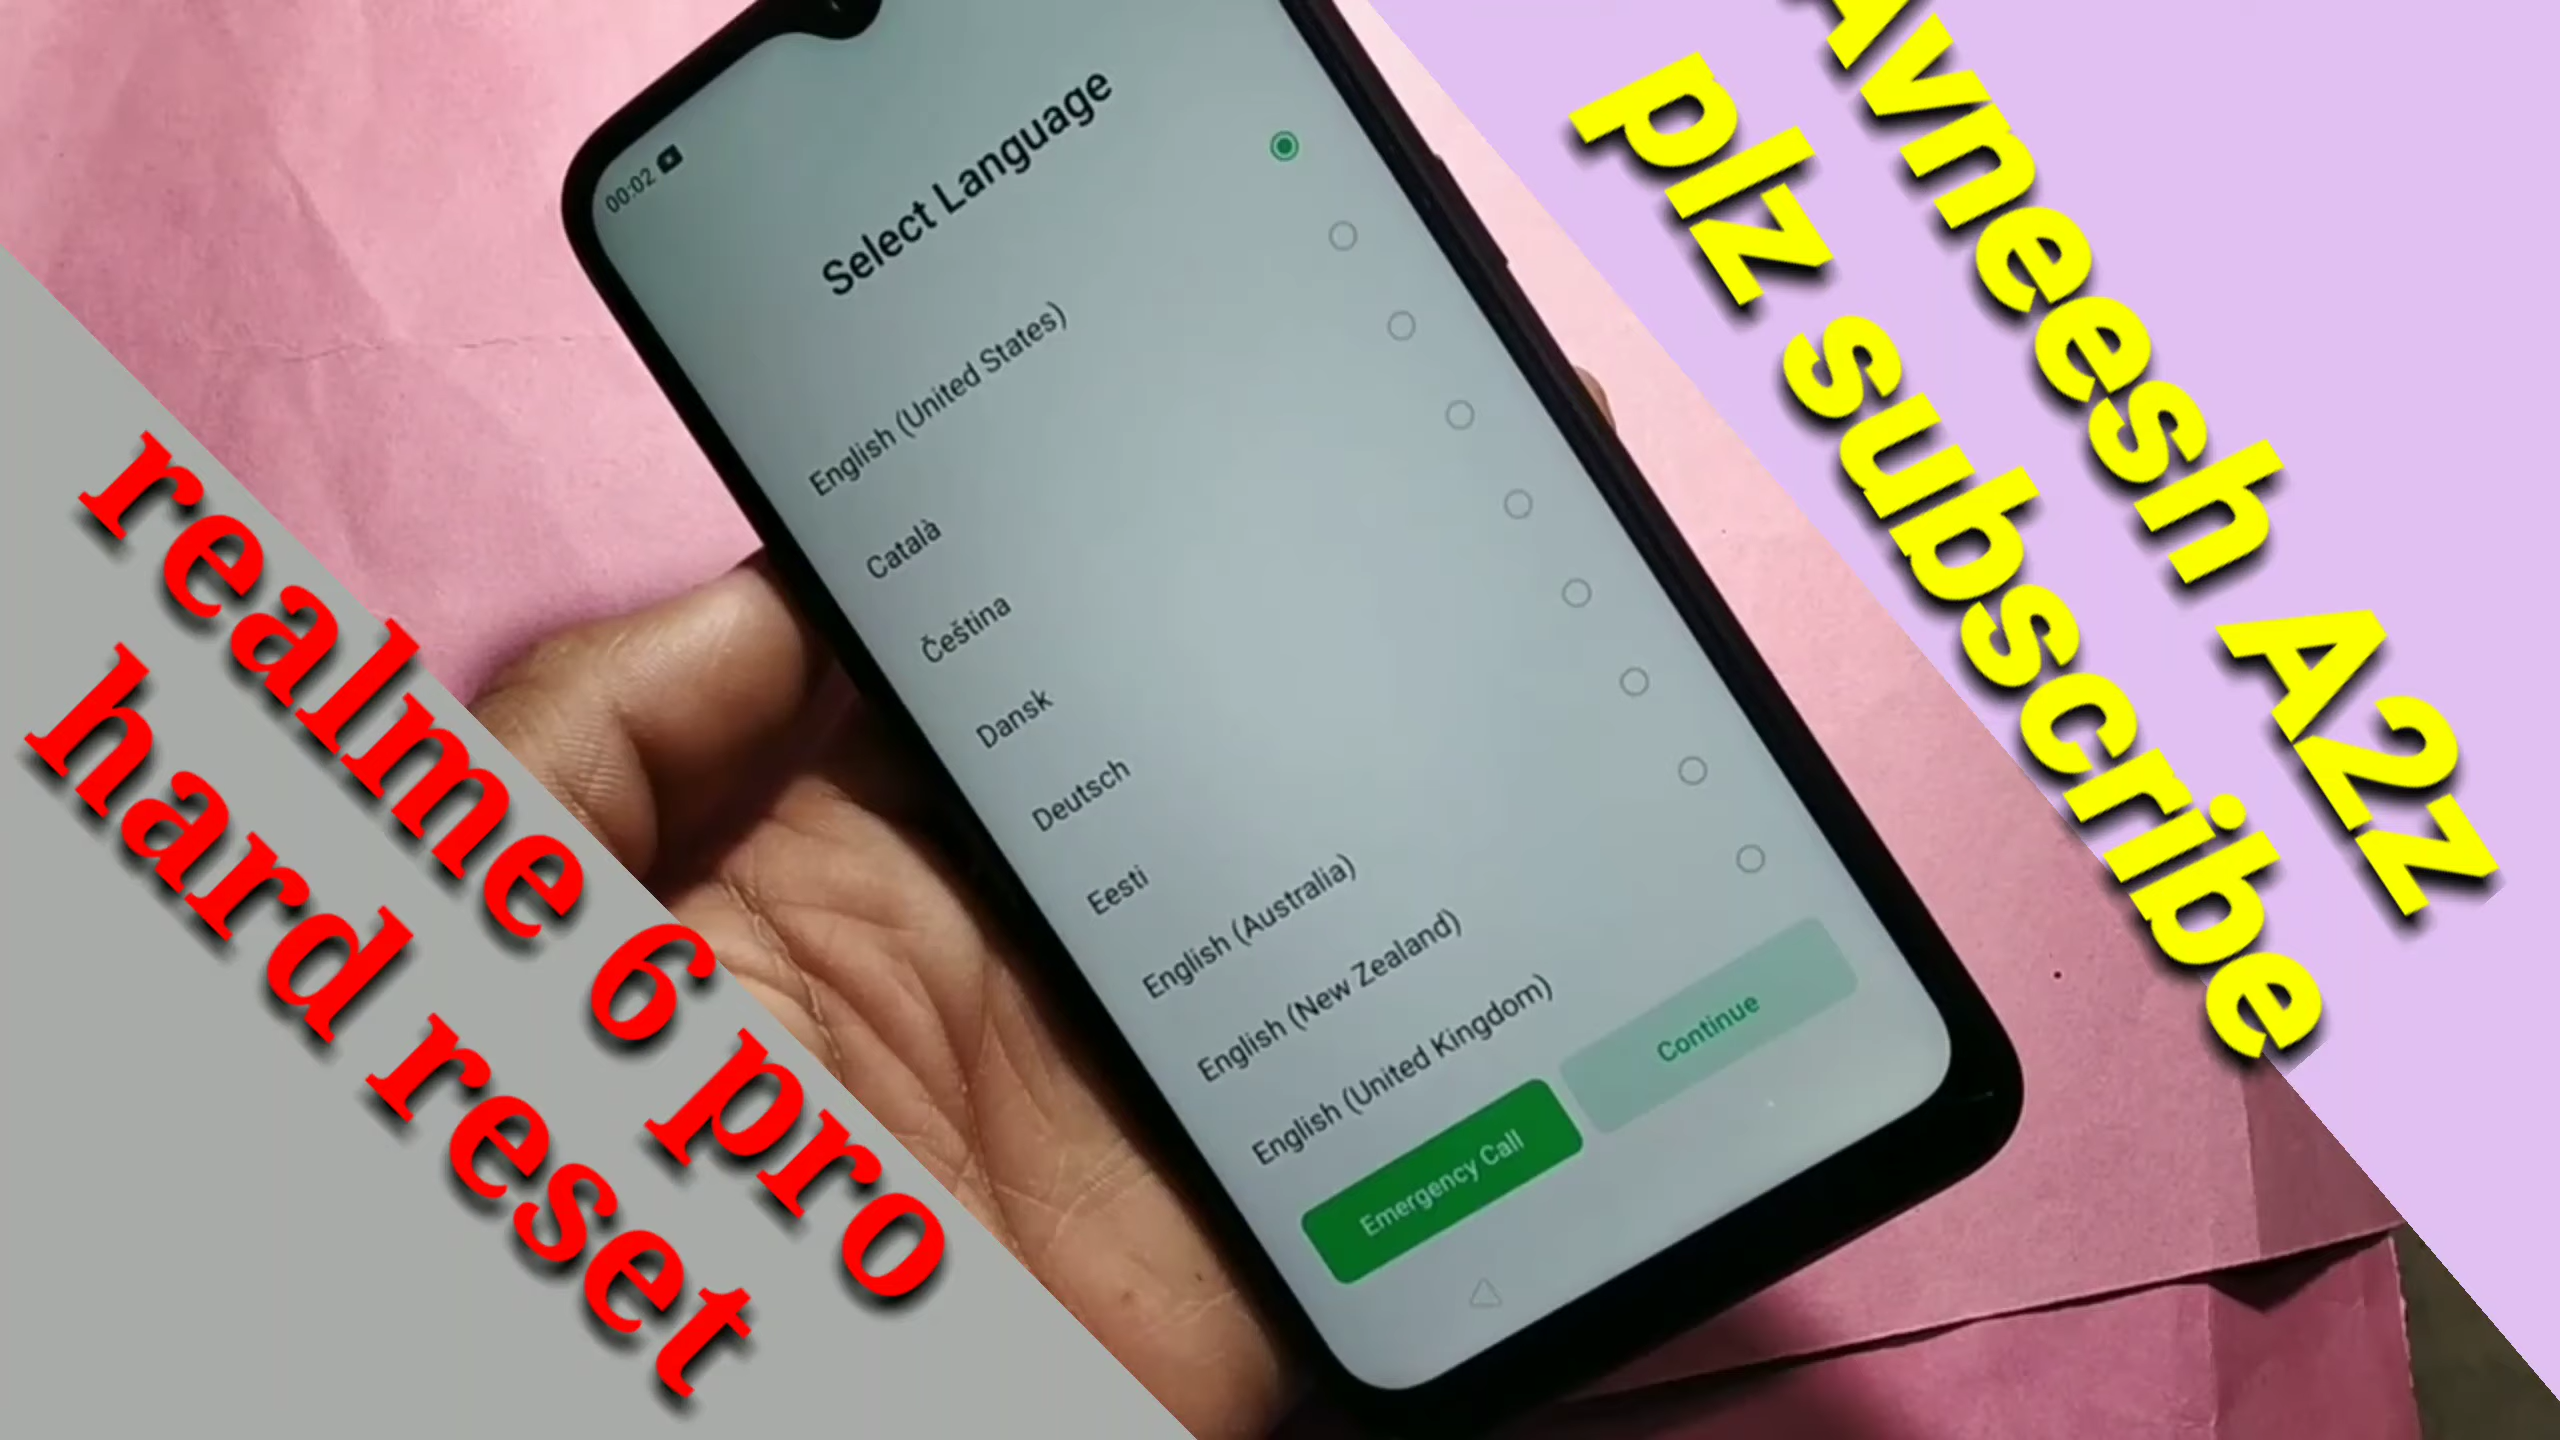 Avneesh A2z
plz subscribe
realme 6 pro
hard reset
00:02
Select Language
English (United States)
Català
Čeština
Dansk
Deutsch
Eesti
English (Australia)
English (New Zealand)
English (United Kingdom)
Emergency Call
Continue